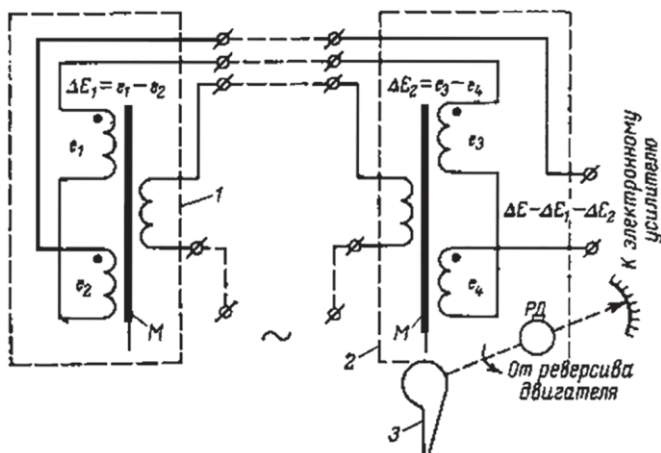 ΔE₁ = e₁ − e₂
ΔE₂ = e₃ − e₄
e₁
e₃
1
ΔE−ΔE₁−ΔE₂
e₂
e₄
М
М
К электронному
усилителю
РД
2
От реверсива
двигателя
3
~